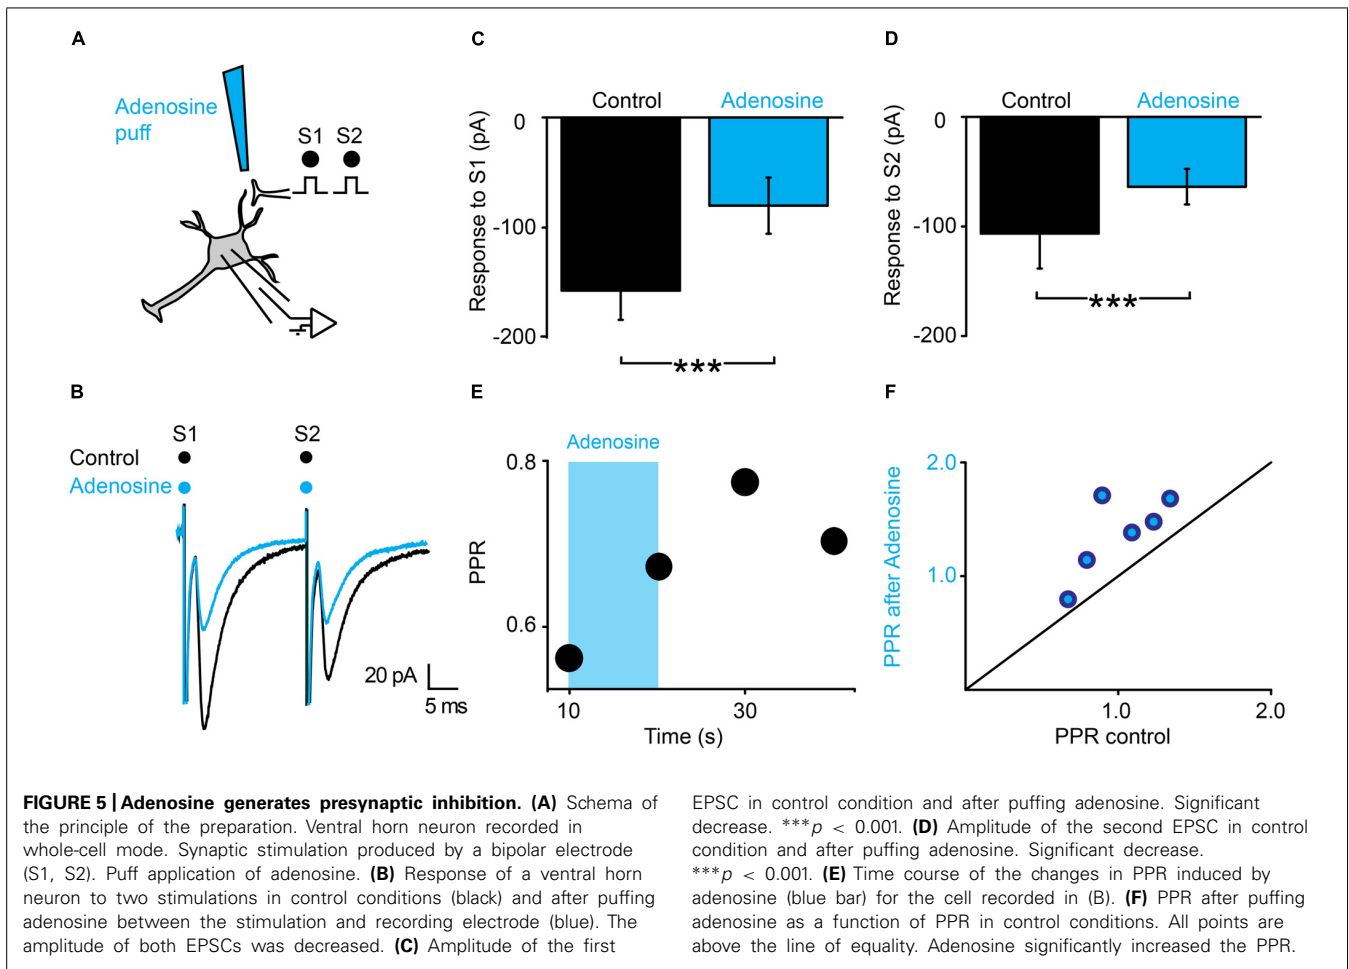 A
Adenosine
puff
S1 S2
B
S1 S2
Control
Adenosine
20 pA
5 ms
C
Control Adenosine
Response to S1 (pA)
0
-100
-200
***
D
Control Adenosine
Response to S2 (pA)
0
-100
-200
***
E
Adenosine
PPR
0.8
0.6
10 30
Time (s)
F
PPR after Adenosine
2.0
1.0
1.0 2.0
PPR control
FIGURE 5 | Adenosine generates presynaptic inhibition. (A) Schema of
the principle of the preparation. Ventral horn neuron recorded in
whole-cell mode. Synaptic stimulation produced by a bipolar electrode
(S1, S2). Puff application of adenosine. (B) Response of a ventral horn
neuron to two stimulations in control conditions (black) and after puffing
adenosine between the stimulation and recording electrode (blue). The
amplitude of both EPSCs was decreased. (C) Amplitude of the first
EPSC in control condition and after puffing adenosine. Significant
decrease. ***p < 0.001. (D) Amplitude of the second EPSC in control
condition and after puffing adenosine. Significant decrease.
***p < 0.001. (E) Time course of the changes in PPR induced by
adenosine (blue bar) for the cell recorded in (B). (F) PPR after puffing
adenosine as a function of PPR in control conditions. All points are
above the line of equality. Adenosine significantly increased the PPR.